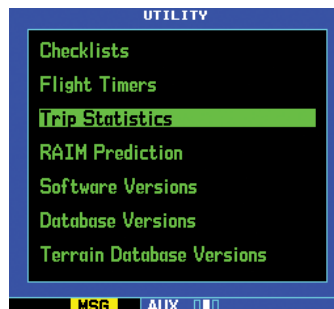 UTILITY
Checklists
Flight Timers
Trip Statistics
RAIM Prediction
Software Versions
Database Versions
Terrain Database Versions
MSG AUX